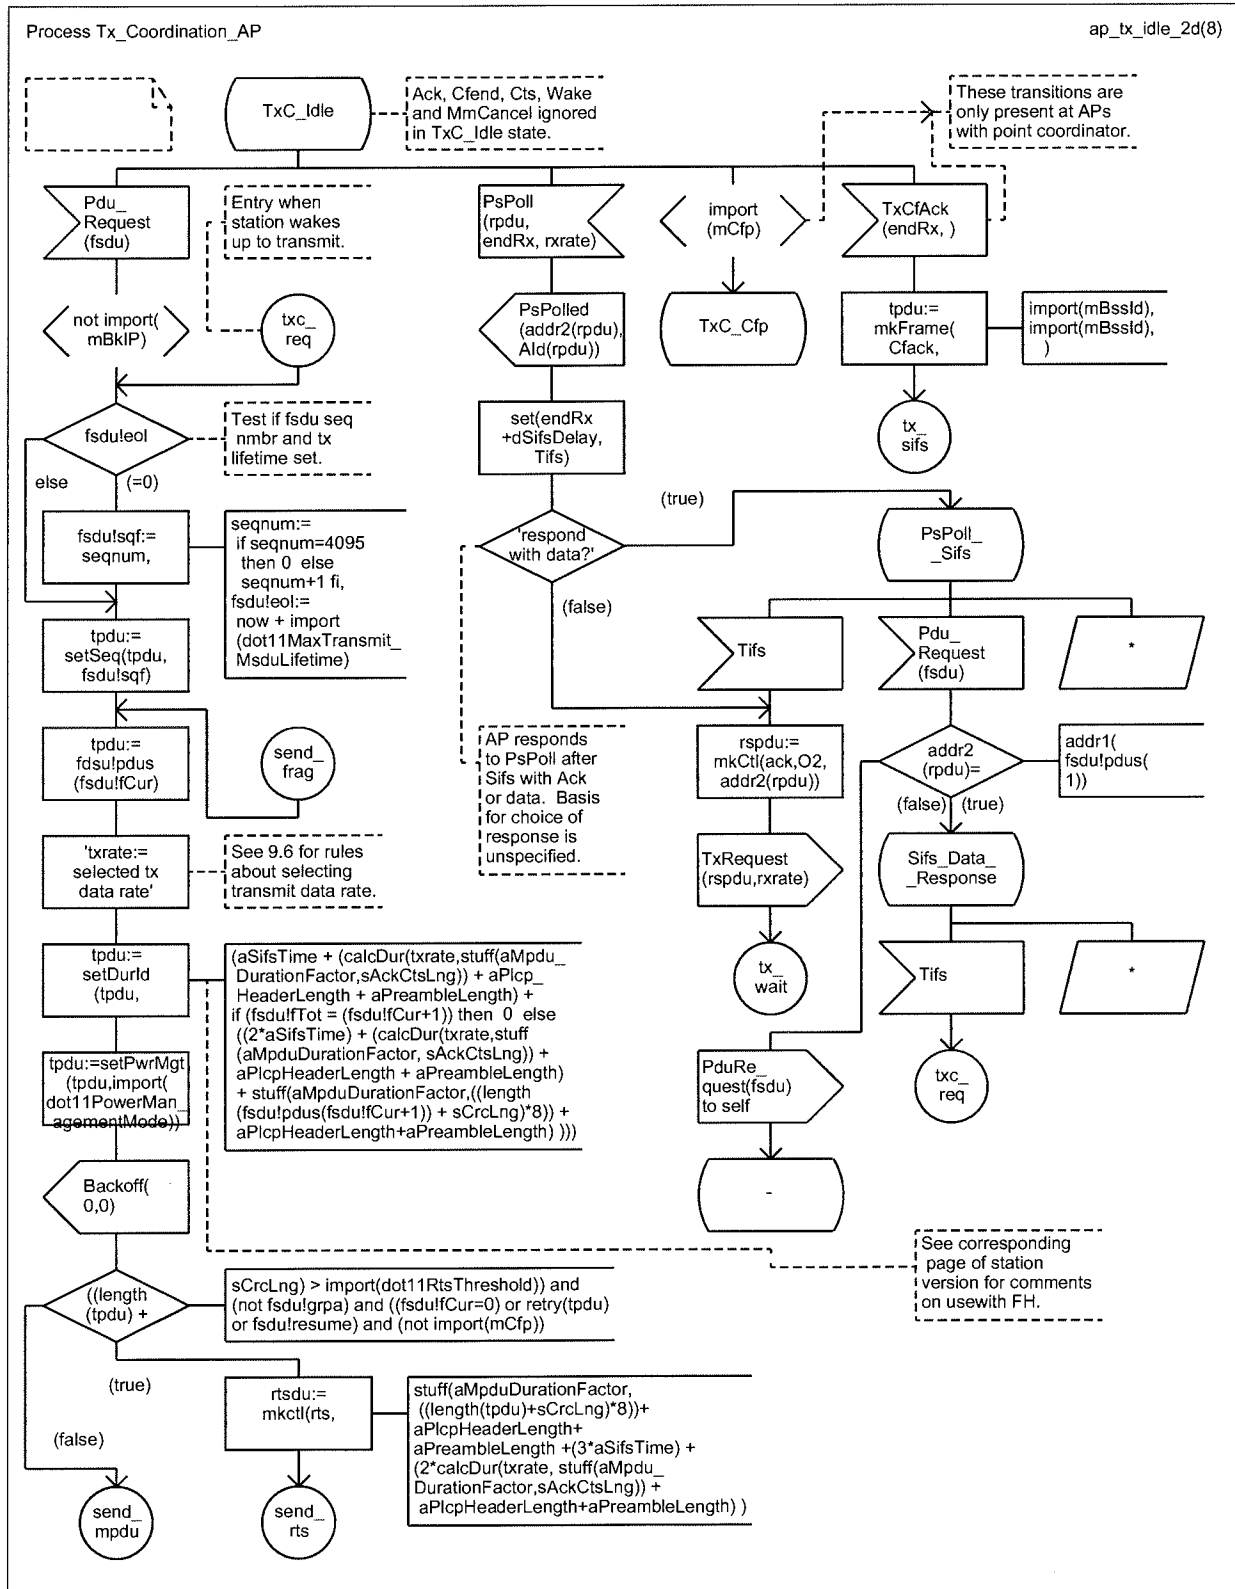 Process Tx_Coordination_AP
ap_tx_idle_2d(8)
TxC_Idle
Ack, Cfend, Cts, Wake
and MmCancel ignored
in TxC_Idle state.
These transitions are
only present at APs
with point coordinator.
Pdu_
Request
(fsdu)
Entry when
station wakes
up to transmit.
PsPoll
(rpdu,
endRx, rxrate)
import
(mCfp)
TxCfAck
(endRx, )
not import(
mBkIP)
txc_
req
PsPolled
(addr2(rpdu),
AId(rpdu))
TxC_Cfp
tpdu:=
mkFrame(
Cfack,
import(mBssId),
import(mBssId),
)
fsdu!eol
Test if fsdu seq
nmbr and tx
lifetime set.
set(endRx
+dSifsDelay,
Tifs)
tx_
sifs
else
(=0)
(true)
fsdu!sqf:=
seqnum,
seqnum:=
if seqnum=4095
then 0 else
seqnum+1 fi,
fsdu!eol:=
now + import
(dot11MaxTransmit_
MsduLifetime)
'respond
with data?'
PsPoll_
_Sifs
(false)
tpdu:=
setSeq(tpdu,
fsdu!sqf)
Tifs
Pdu_
Request
(fsdu)
*
tpdu:=
fdsu!pdus
(fsdu!fCur)
send_
frag
AP responds
to PsPoll after
Sifs with Ack
or data. Basis
for choice of
response is
unspecified.
rspdu:=
mkCtl(ack,O2,
addr2(rpdu))
addr2
(rpdu)=
addr1(
fsdu!pdus(
1))
(false)
(true)
'txrate:=
selected tx
data rate'
See 9.6 for rules
about selecting
transmit data rate.
TxRequest
(rspdu,rxrate)
Sifs_Data_
_Response
tpdu:=
setDurId
(tpdu,
(aSifsTime + (calcDur(txrate,stuff(aMpdu_
DurationFactor,sAckCtsLng)) + aPlcp_
HeaderLength + aPreambleLength) +
if (fsdu!fTot = (fsdu!fCur+1)) then 0 else
((2*aSifsTime) + (calcDur(txrate,stuff
(aMpduDurationFactor, sAckCtsLng)) +
aPlcpHeaderLength + aPreambleLength)
+ stuff(aMpduDurationFactor,((length
(fsdu!pdus(fsdu!fCur+1)) + sCrcLng)*8)) +
aPlcpHeaderLength+aPreambleLength) )))
tx_
wait
Tifs
*
tpdu:=setPwrMgt
(tpdu,import(
dot11PowerMan_
agementMode))
PduRe_
quest(fsdu)
to self
txc_
req
Backoff(
0,0)
-
See corresponding
page of station
version for comments
on usewith FH.
((length
(tpdu) +
sCrcLng) > import(dot11RtsThreshold)) and
(not fsdu!grpa) and ((fsdu!fCur=0) or retry(tpdu)
or fsdu!resume) and (not import(mCfp))
(true)
rtsdu:=
mkctl(rts,
stuff(aMpduDurationFactor,
((length(tpdu)+sCrcLng)*8))+
aPlcpHeaderLength+
aPreambleLength +(3*aSifsTime) +
(2*calcDur(txrate, stuff(aMpdu_
DurationFactor,sAckCtsLng)) +
aPlcpHeaderLength+aPreambleLength) )
(false)
send_
mpdu
send_
rts